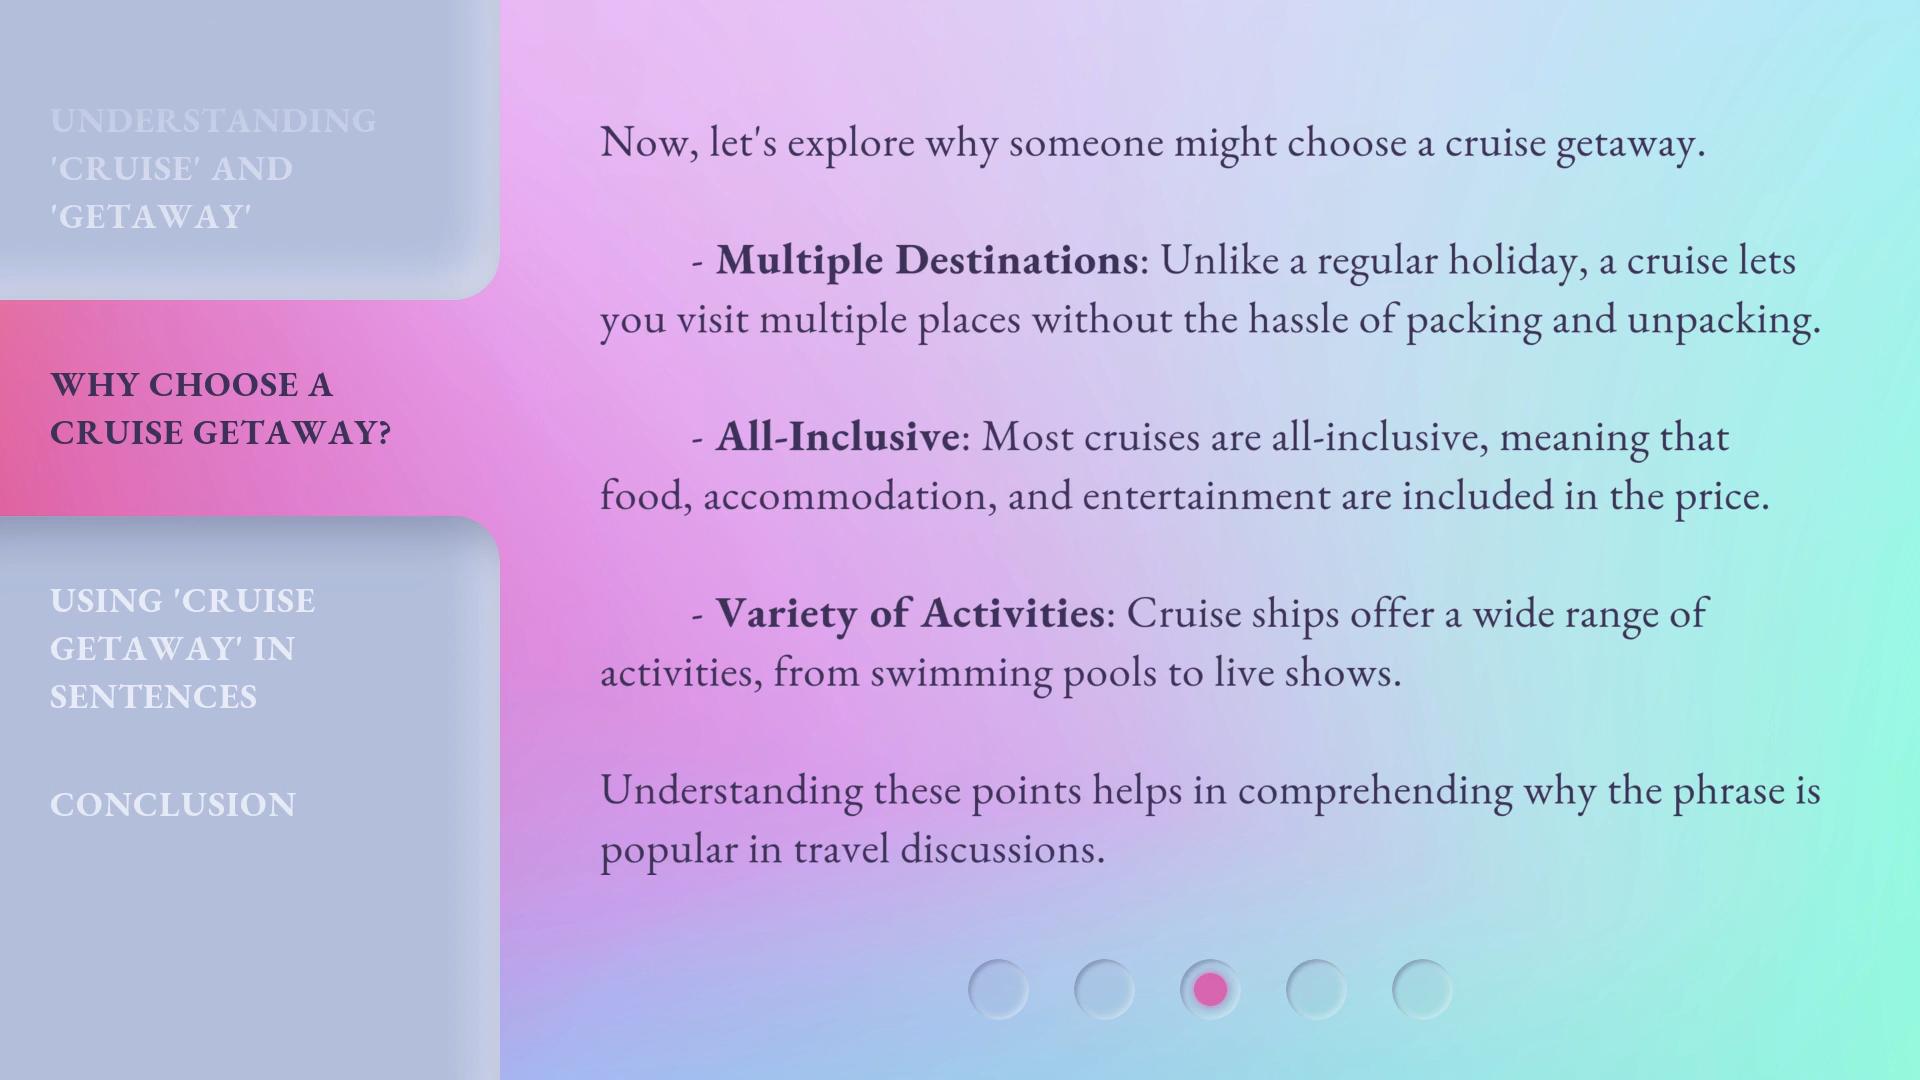 UNDERSTANDING
'CRUISE' AND
'GETAWAY'
WHY CHOOSE A
CRUISE GETAWAY?
USING 'CRUISE
GETAWAY' IN
SENTENCES
CONCLUSION
Now, let's explore why someone might choose a cruise getaway.
- Multiple Destinations: Unlike a regular holiday, a cruise lets
you visit multiple places without the hassle of packing and unpacking.
- All-Inclusive: Most cruises are all-inclusive, meaning that
food, accommodation, and entertainment are included in the price.
- Variety of Activities: Cruise ships offer a wide range of
activities, from swimming pools to live shows.
Understanding these points helps in comprehending why the phrase is
popular in travel discussions.